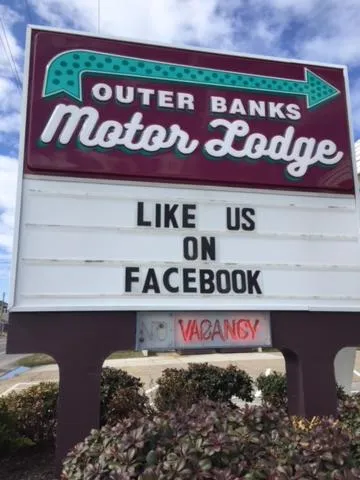 OUTER BANKS
Motor Lodge
LIKE US
ON
FACEBOOK
NO VACANCY